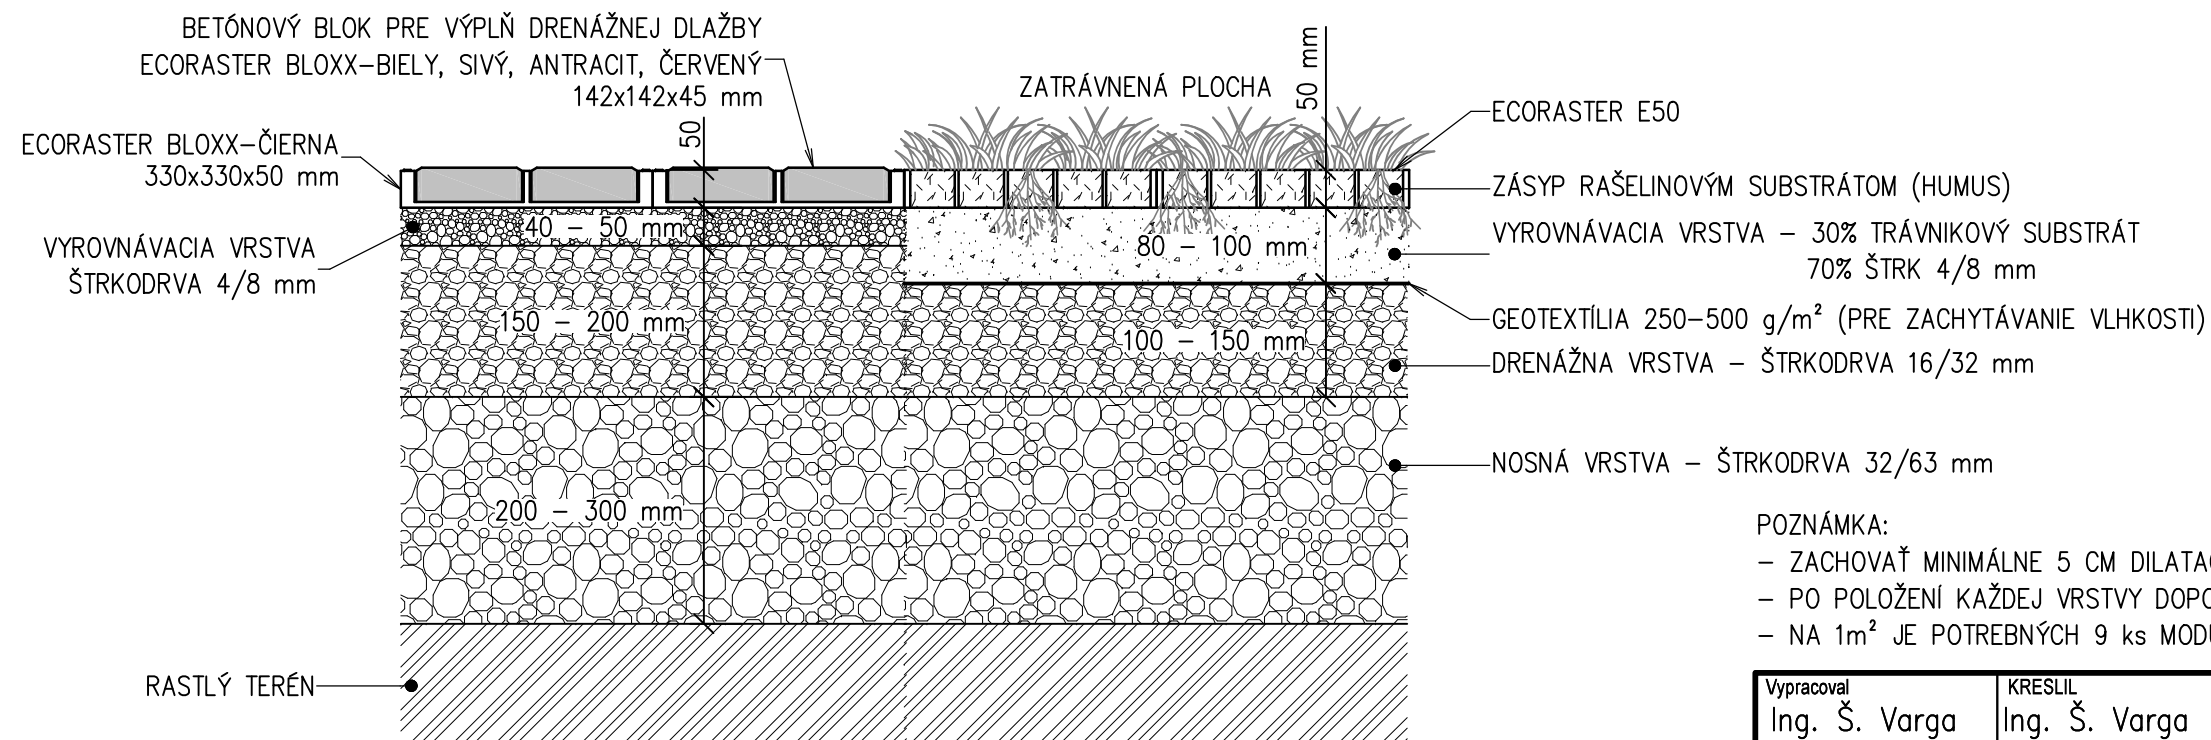 BETÓNOVÝ BLOK PRE VÝPLŇ DRENÁŽNEJ DLAŽBY
ECORASTER BLOXX-BIELY, SIVÝ, ANTRACIT, ČERVENÝ
142x142x45 mm
ECORASTER BLOXX-ČIERNA
330x330x50 mm
VYROVNÁVACIA VRSTVA
ŠTRKODRVA 4/8 mm
RASTLÝ TERÉN
50
40 - 50 mm
150 - 200 mm
200 - 300 mm
ZATRÁVNENÁ PLOCHA
50 mm
80 - 100 mm
100 - 150 mm
ECORASTER E50
ZÁSYP RAŠELINOVÝM SUBSTRÁTOM (HUMUS)
VYROVNÁVACIA VRSTVA - 30% TRÁVNIKOVÝ SUBSTRÁT
70% ŠTRK 4/8 mm
GEOTEXTÍLIA 250-500 g/m² (PRE ZACHYTÁVANIE VLHKOSTI)
DRENÁŽNA VRSTVA - ŠTRKODRVA 16/32 mm
NOSNÁ VRSTVA - ŠTRKODRVA 32/63 mm
POZNÁMKA:
- ZACHOVAŤ MINIMÁLNE 5 CM
- PO POLOŽENÍ KAŽDEJ VRSTVY
- NA 1m² JE POTREBNÝCH 9 ks
Vypracoval
Ing. Š. Varga
KRESLIL
Ing. Š. Varga